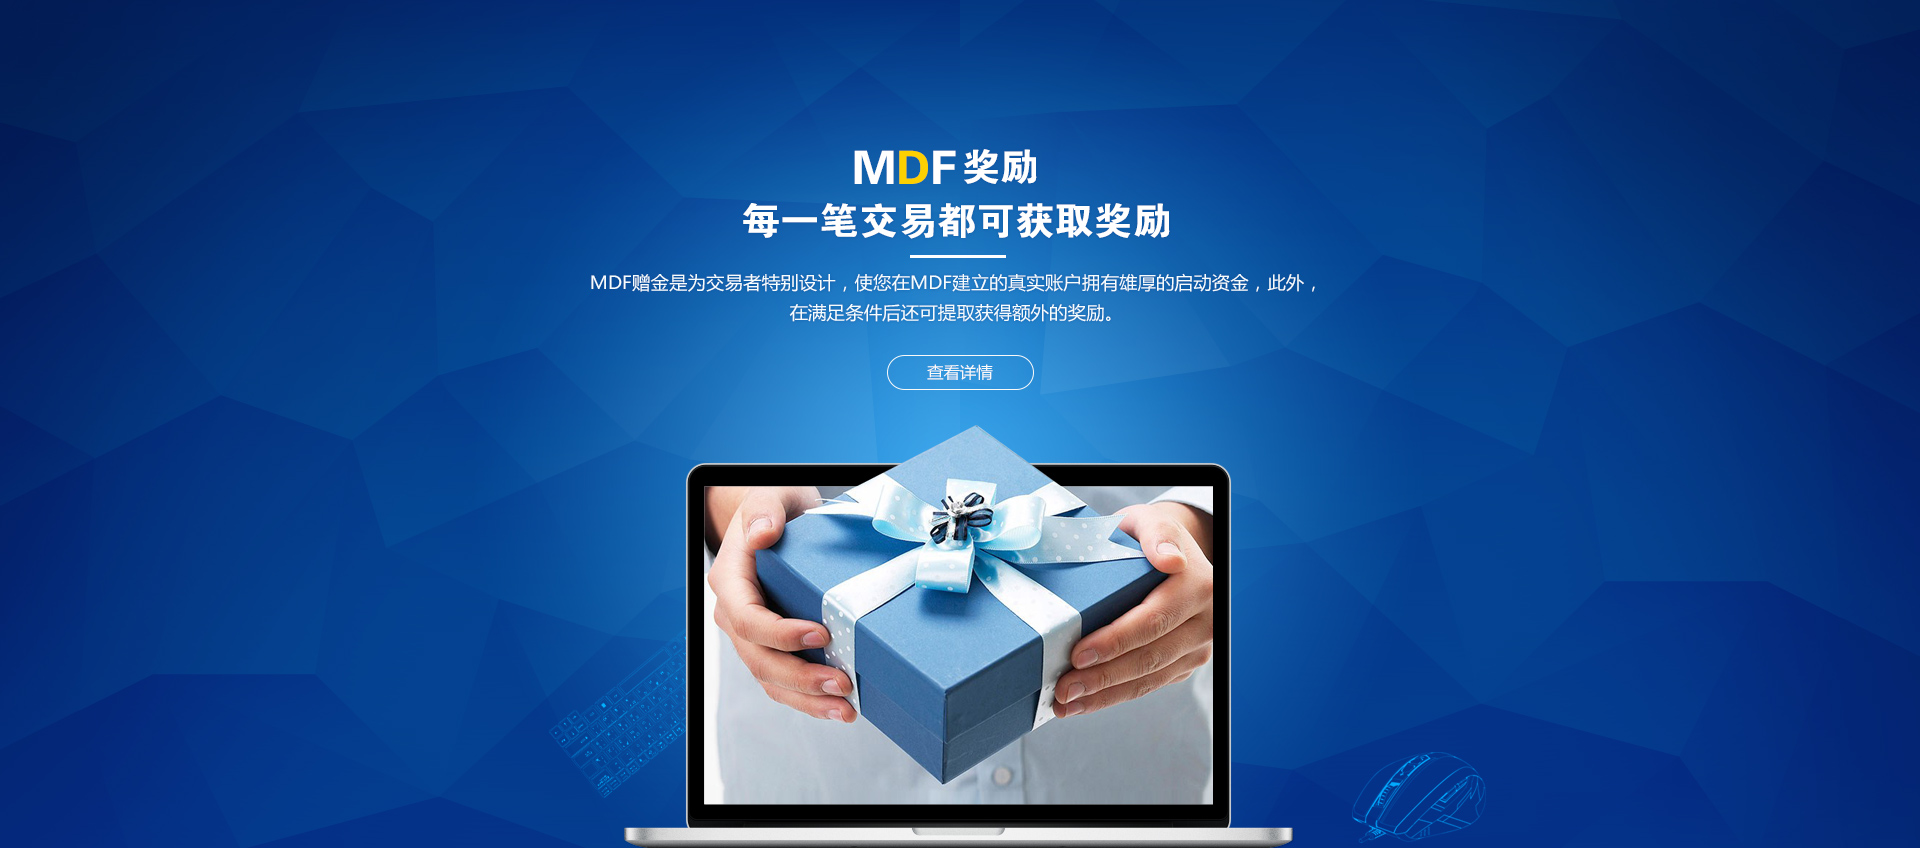 MDF 奖励
每一笔交易都可获取奖励
MDF赠金是为交易者特别设计，使您在MDF建立的真实账户拥有雄厚的启动资金，此外，
在满足条件后还可提取获得额外的奖励。
查看详情